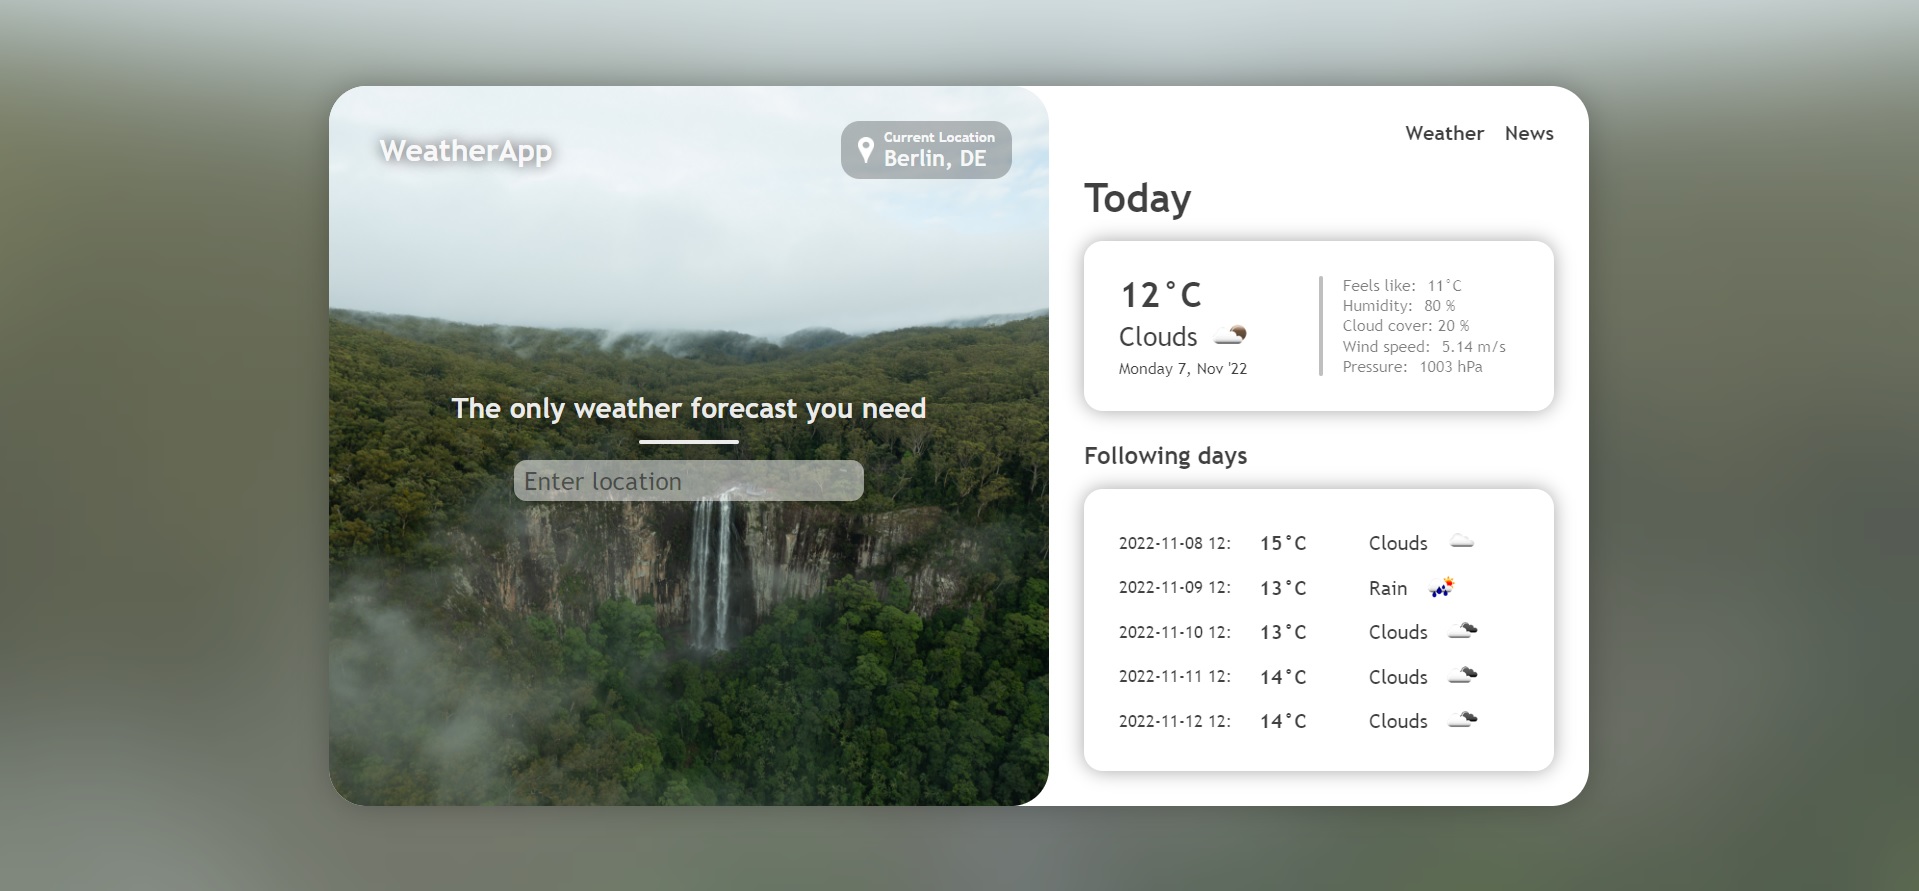 WeatherApp
Current Location
Berlin, DE
The only weather forecast you need
Enter location
Weather News
Today
12°C
Clouds
Monday 7, Nov '22
Feels like: 11°C
Humidity: 80 %
Cloud cover: 20 %
Wind speed: 5.14 m/s
Pressure: 1003 hPa
Following days
2022-11-08 12: 15°C Clouds
2022-11-09 12: 13°C Rain
2022-11-10 12: 13°C Clouds
2022-11-11 12: 14°C Clouds
2022-11-12 12: 14°C Clouds